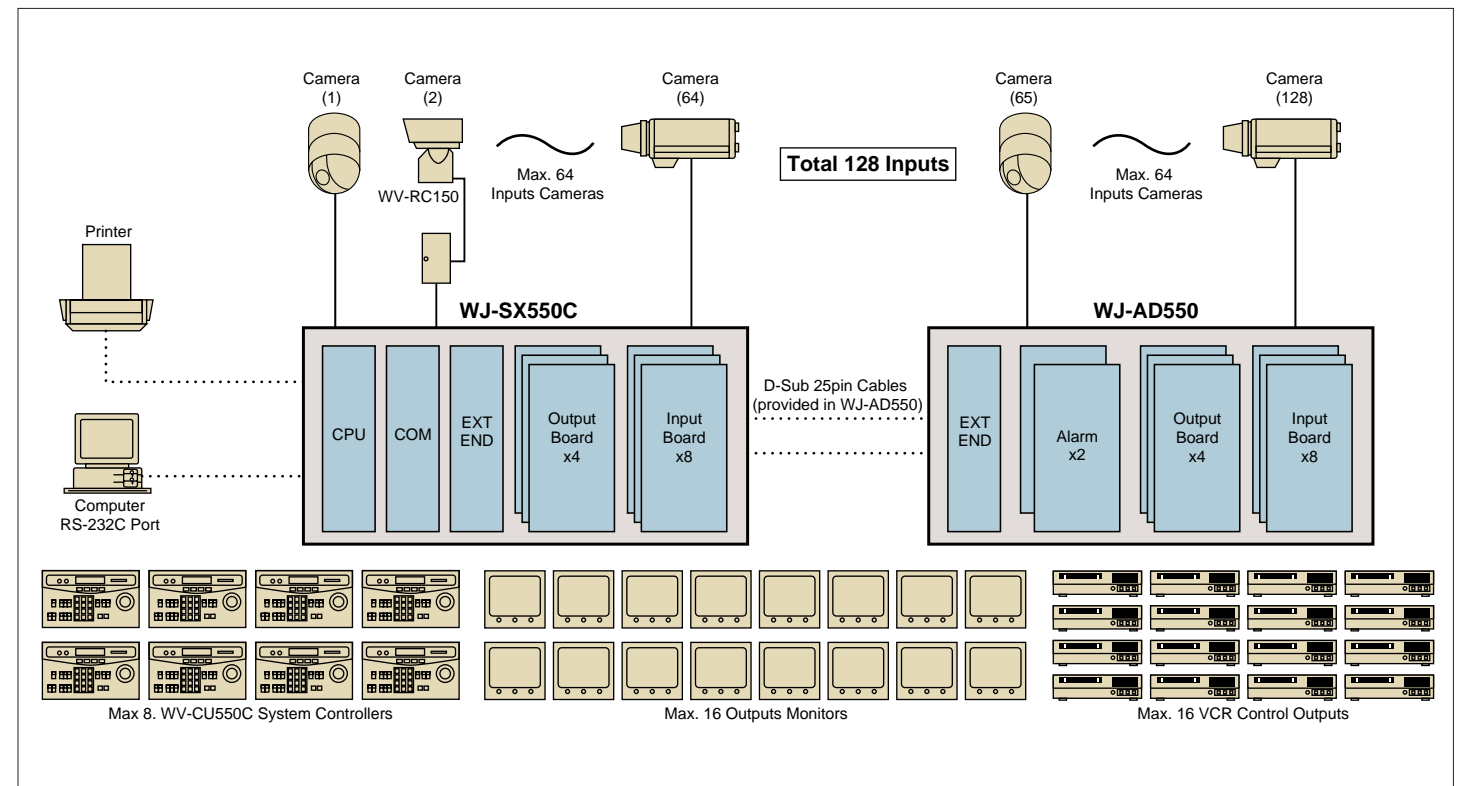 Camera
(1)
Camera
(2)
Camera
(64)
Camera
(65)
Camera
(128)
Total 128 Inputs
Max. 64
Inputs Cameras
Max. 64
Inputs Cameras
WV-RC150
Printer
WJ-SX550C
WJ-AD550
CPU
COM
EXT
END
Output
Board
x4
Input
Board
x8
D-Sub 25pin Cables
(provided in WJ-AD550)
EXT
END
Alarm
x2
Output
Board
x4
Input
Board
x8
Computer
RS-232C Port
Max 8. WV-CU550C System Controllers
Max. 16 Outputs Monitors
Max. 16 VCR Control Outputs